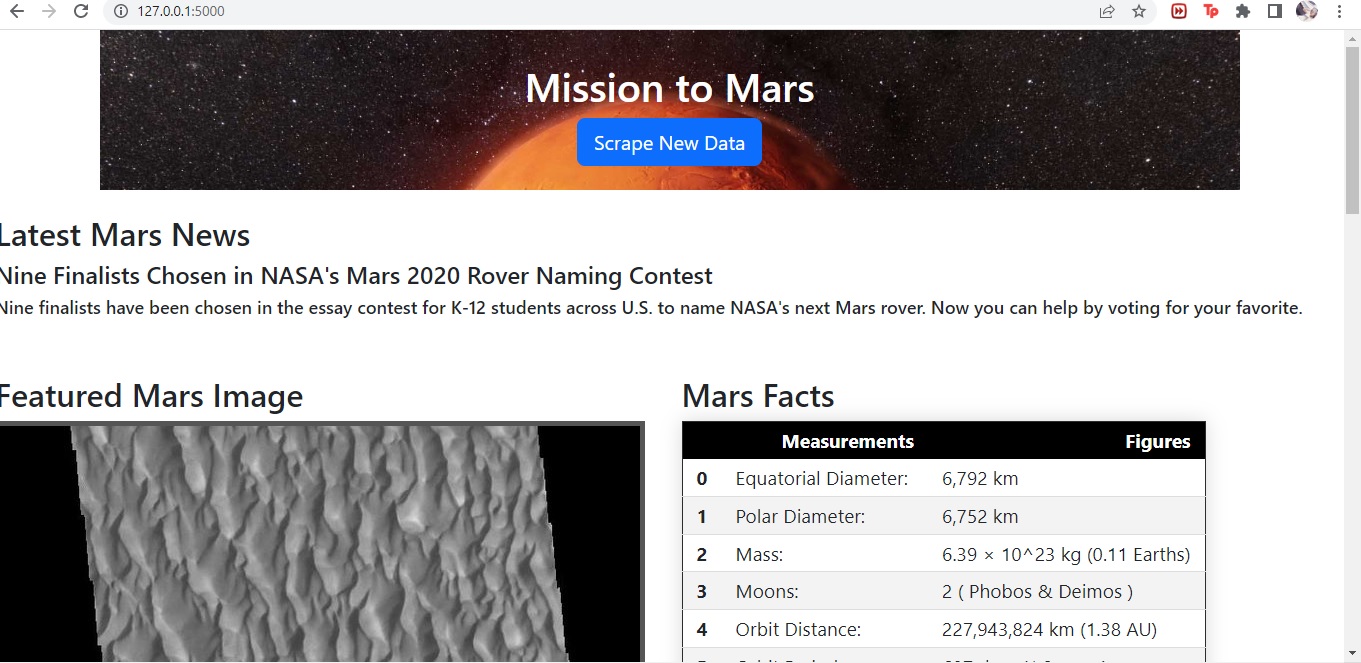 127.0.0.1:5000
Mission to Mars
Scrape New Data
Latest Mars News
Nine Finalists Chosen in NASA's Mars 2020 Rover Naming Contest
Nine finalists have been chosen in the essay contest for K-12 students across U.S. to name NASA's next Mars rover. Now you can help by voting for your favorite.
Featured Mars Image
Mars Facts
Measurements Figures
0 Equatorial Diameter: 6,792 km
1 Polar Diameter: 6,752 km
2 Mass: 6.39 × 10^23 kg (0.11 Earths)
3 Moons: 2 ( Phobos & Deimos )
4 Orbit Distance: 227,943,824 km (1.38 AU)